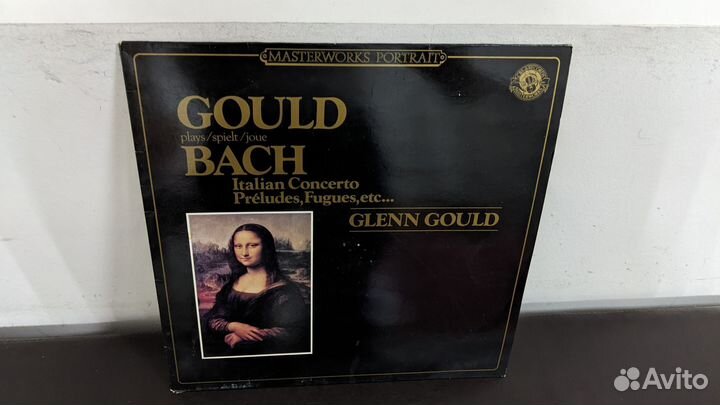 MASTERWORKS PORTRAIT
GOULD
plays/spielt/joue
BACH
Italian Concerto
Préludes, Fugues, etc...
GLENN GOULD
Avito